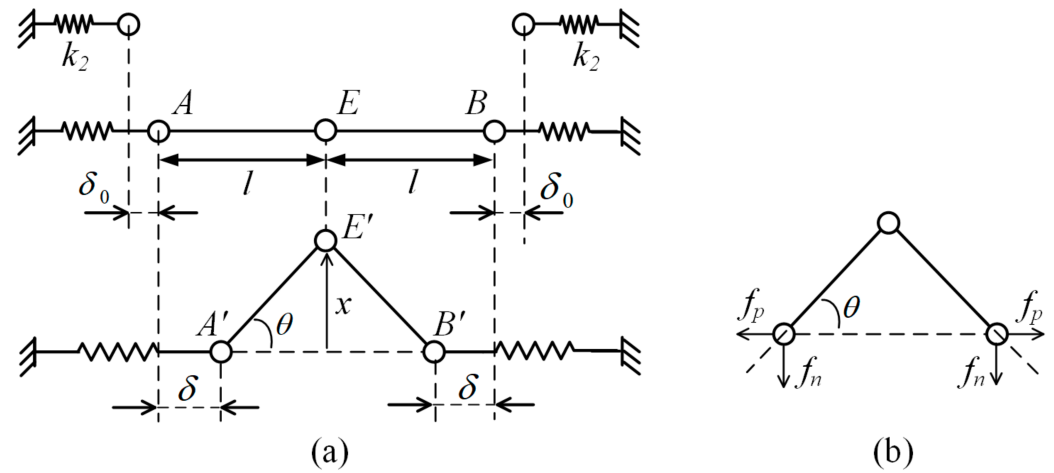 k₂ k₂
A E B
l l
δ₀ δ₀
E′
x
A′ θ B′
δ δ
(a)
fₚ θ fₚ
fₙ fₙ
(b)